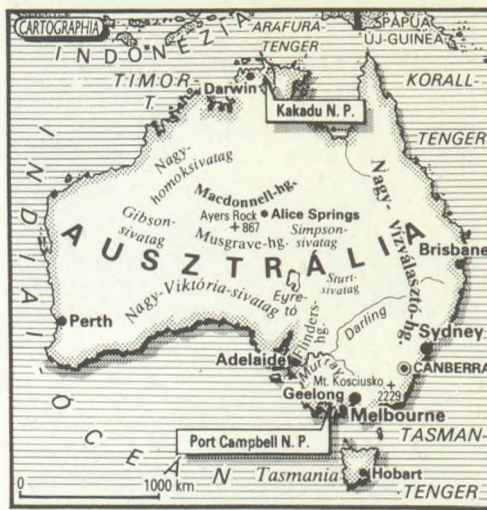 CARTOGRAPHIA
INDONÉZIA
ARAFURA-
TENGER
PÁPUA
ÚJ-GUINEA
TIMOR-
T.
Darwin
Kakadu N. P.
KORALL-
TENGER
INDIAI-ÓCEÁN
Nagy-
homoksivatag
Macdonnell-hg.
Ayers Rock
+ 867
Alice Springs
Gibson-
sivatag
Musgrave-hg.
Simpson-
sivatag
Nagy-Vízválasztó-hg.
AUSZTRÁLIA
Brisbane
Nagy-Viktória-sivatag
Eyre-
tó
Sturt-
sivatag
Flinders-
hg.
Darling
Perth
Adelaide
Murray
Sydney
CANBERRA
Mt. Kosciusko
2229
Geelong
Melbourne
Port Campbell N. P.
TASMAN-
TENGER
Tasmania
Hobart
0 1000 km